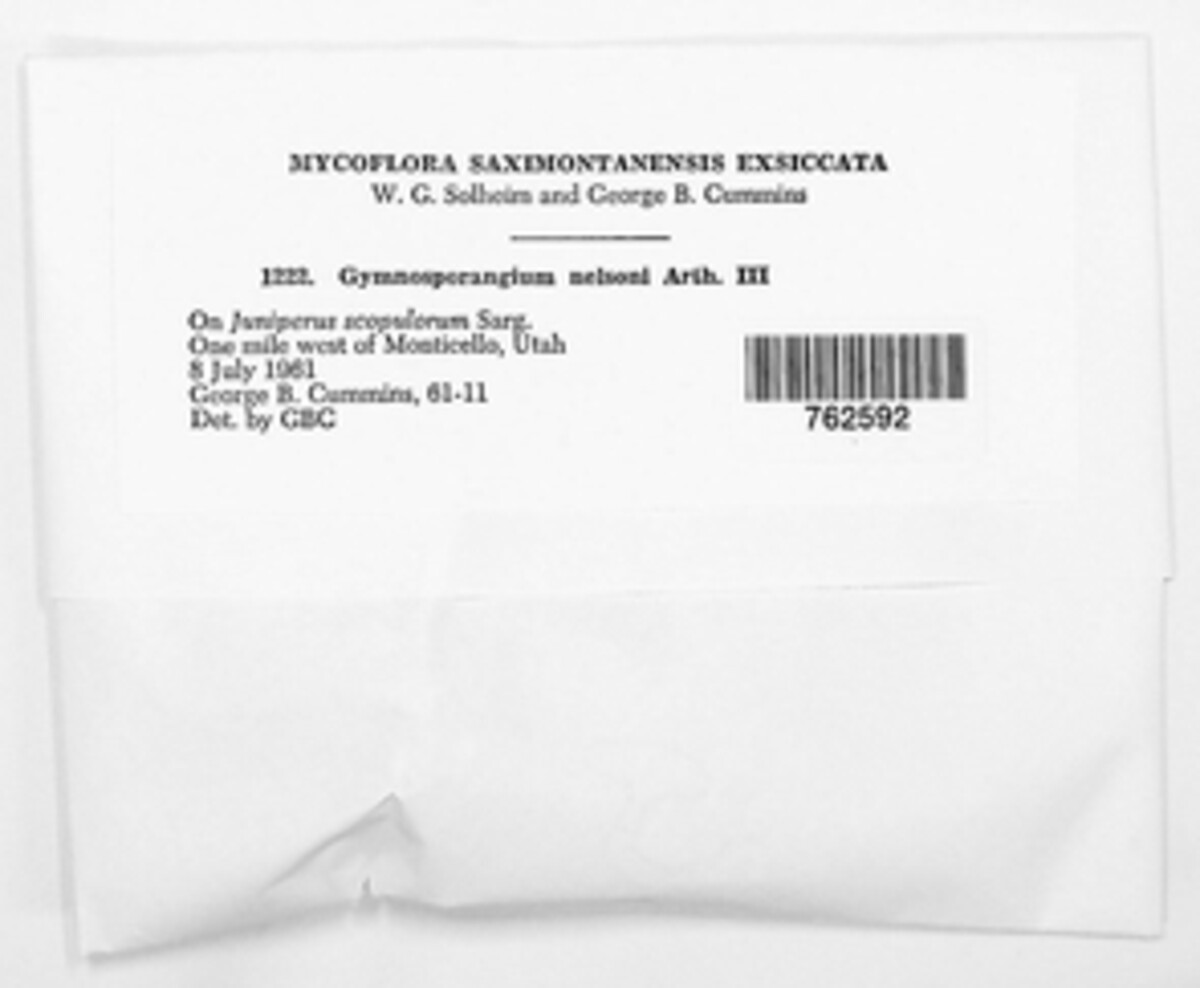 MYCOFLORA SAXIMONTANENSIS EXSICCATA
W. G. Solheim and George B. Cummins
1222. Gymnosporangium nelsoni Arth. III
On Juniperus scopulorum Sarg.
One mile west of Monticello, Utah
8 July 1961
George B. Cummins, 61-11
Det. by GBC
762592